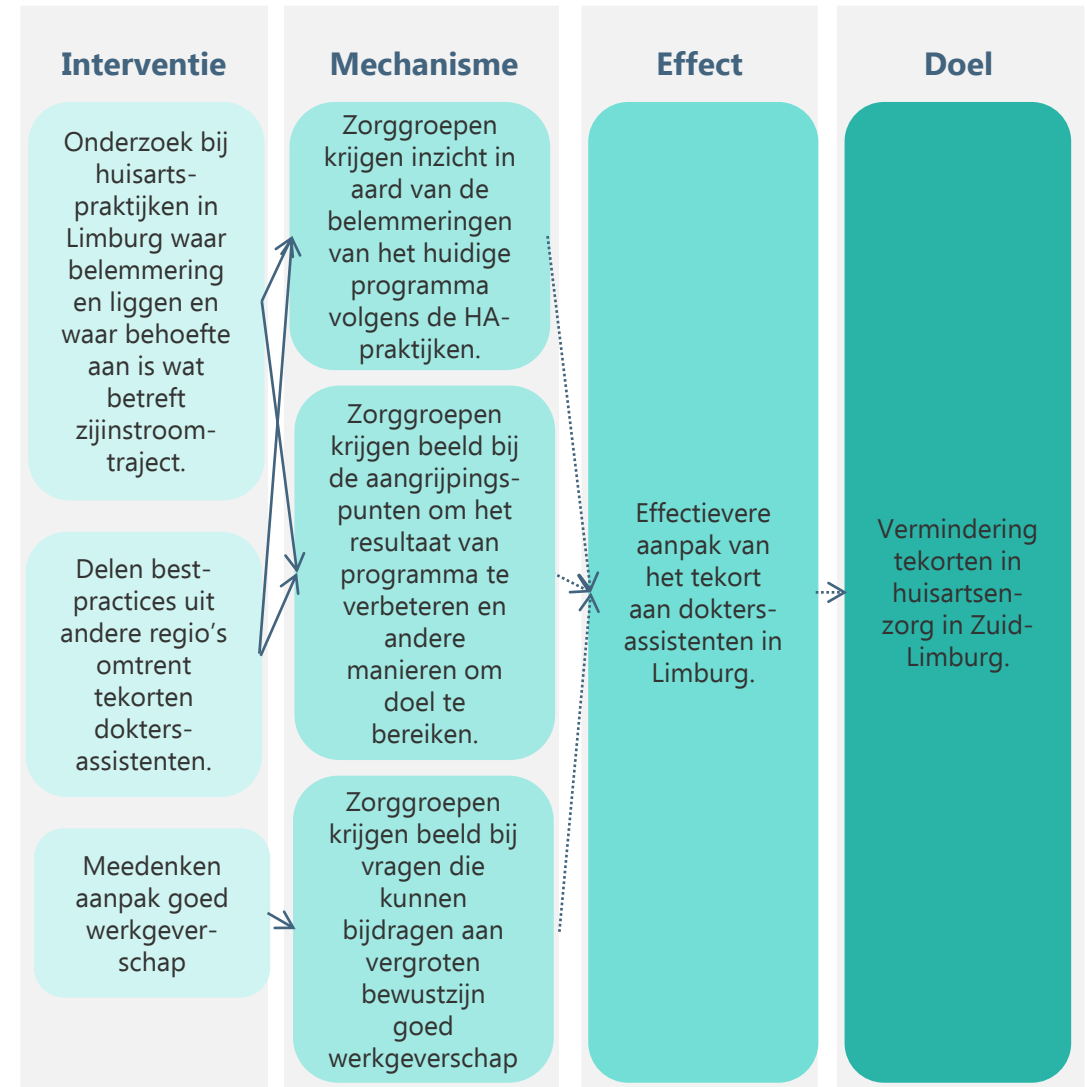 Interventie
Onderzoek bij
huisarts-
praktijken in
Limburg waar
belemmering
en liggen en
waar behoefte
aan is wat
betreft
zijinstroom-
traject.
Delen best-
practices uit
andere regio's
omtrent
tekorten
dokters-
assistenten.
Meedenken
aanpak goed
werkgever-
schap
Mechanisme
Zorggroepen
krijgen inzicht in
aard van de
belemmeringen
van het huidige
programma
volgens de HA-
praktijken.
Zorggroepen
krijgen beeld bij
de aangrijpings-
punten om het
resultaat van
programma te
verbeteren en
andere
manieren om
doel te
bereiken.
Zorggroepen
krijgen beeld bij
vragen die
kunnen
bijdragen aan
vergroten
bewustzijn
goed
werkgeverschap
Effect
Effectievere
aanpak van
het tekort
aan dokters-
assistenten in
Limburg.
Doel
Vermindering
tekorten in
huisartsen-
zorg in Zuid-
Limburg.